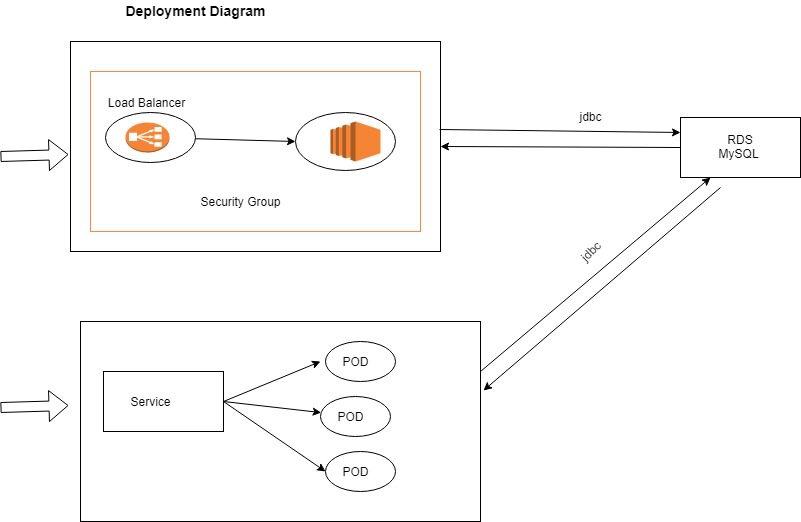 Deployment Diagram
Load Balancer
Security Group
jdbc
RDS
MySQL
jdbc
Service
POD
POD
POD